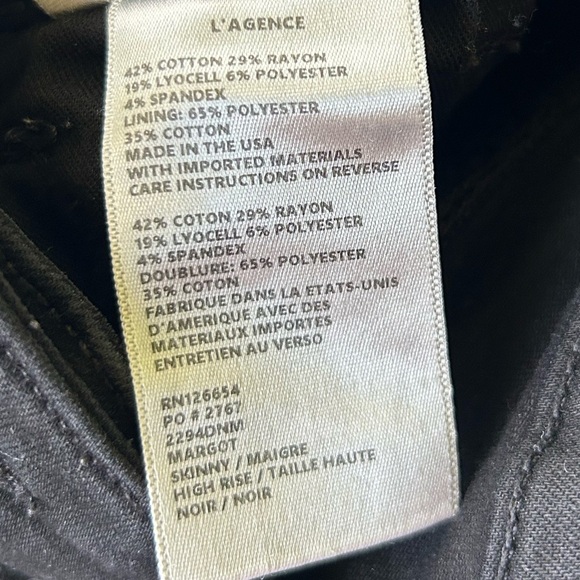 L'AGENCE
42% COTTON 29% RAYON
19% LYOCELL 6% POLYESTER
4% SPANDEX
LINING: 65% POLYESTER
35% COTTON
MADE IN THE USA
WITH IMPORTED MATERIALS
CARE INSTRUCTIONS ON REVERSE
42% COTON 29% RAYON
19% LYOCELL 6% POLYESTER
4% SPANDEX
DOUBLURE: 65% POLYESTER
35% COTON
FABRIQUE DANS LA ETATS-UNIS
D'AMERIQUE AVEC DES
MATERIAUX IMPORTES
ENTRETIEN AU VERSO
RN126654
PO # 2767
2294DNM
MARGOT
SKINNY / MAIGRE
HIGH RISE / TAILLE HAUTE
NOIR / NOIR